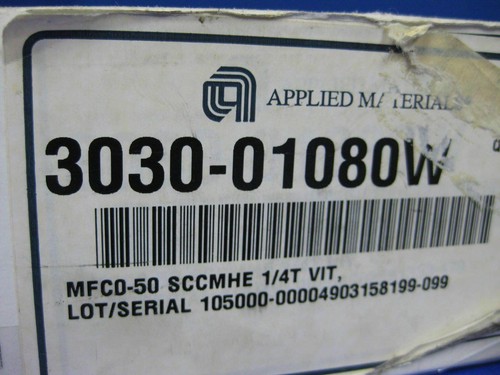 APPLIED MATERIALS
3030-01080W
MFC0-50 SCCMHE 1/4T VIT,
LOT/SERIAL 105000-00004903158199-099